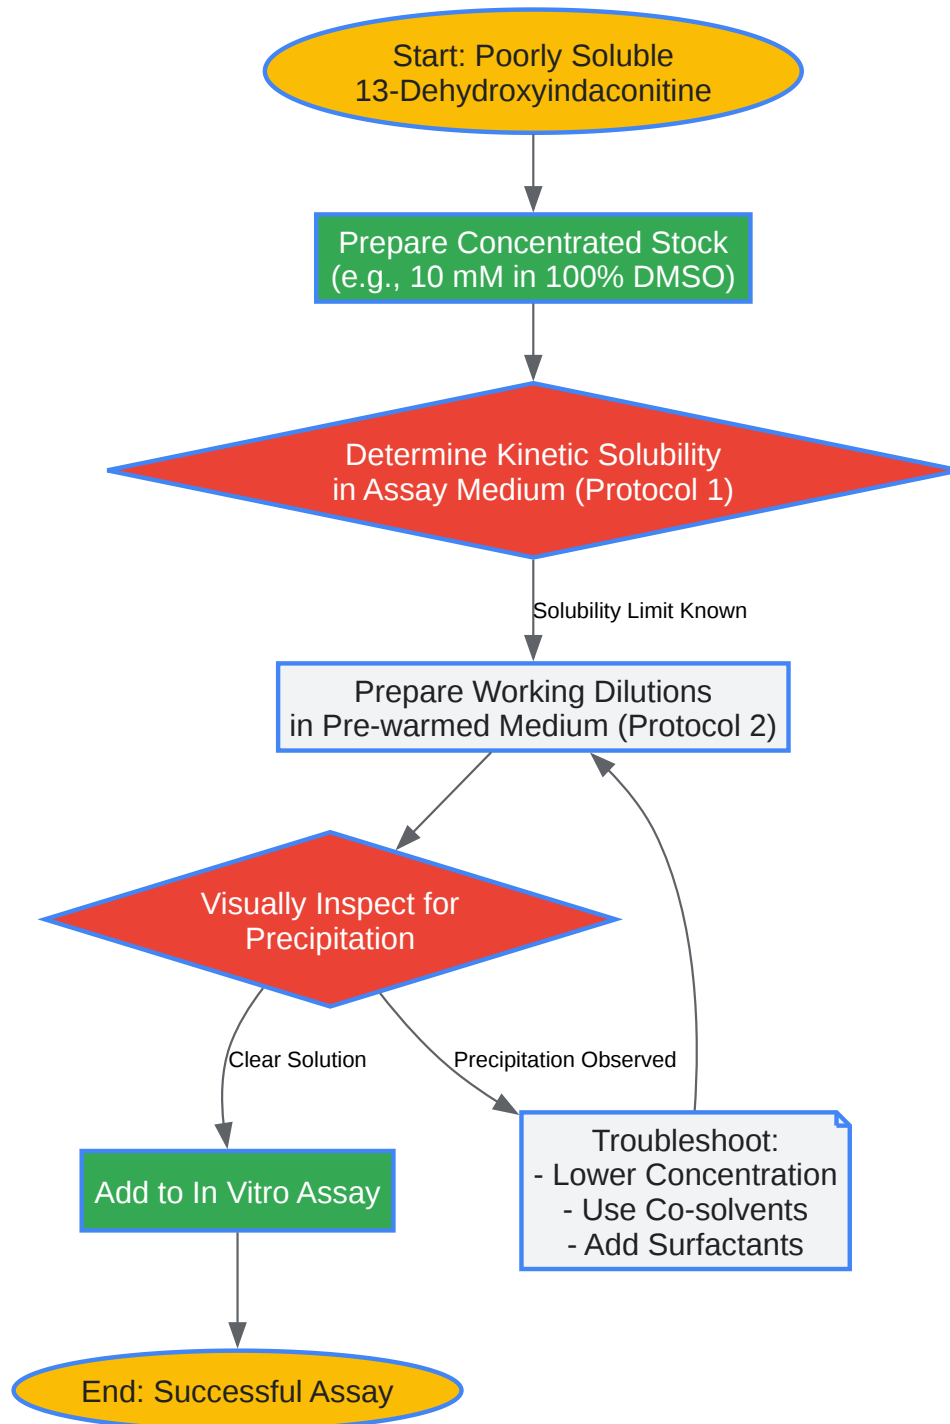 Start: Poorly Soluble
13-Dehydroxyindaconitine
Prepare Concentrated Stock
(e.g., 10 mM in 100% DMSO)
Determine Kinetic Solubility
in Assay Medium (Protocol 1)
Solubility Limit Known
Prepare Working Dilutions
in Pre-warmed Medium (Protocol 2)
Visually Inspect for
Precipitation
Clear Solution
Precipitation Observed
Troubleshoot:
- Lower Concentration
- Use Co-solvents
- Add Surfactants
Add to In Vitro Assay
End: Successful Assay